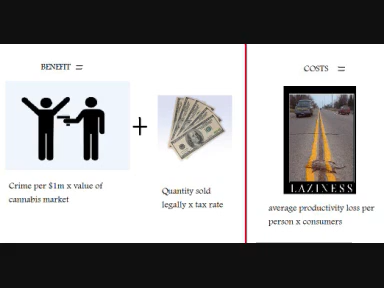 BENEFIT =
COSTS =
+
Crime per $1m x value of
cannabis market
Quantity sold
legally x tax rate
LAZINESS
average productivity loss per
person x consumers